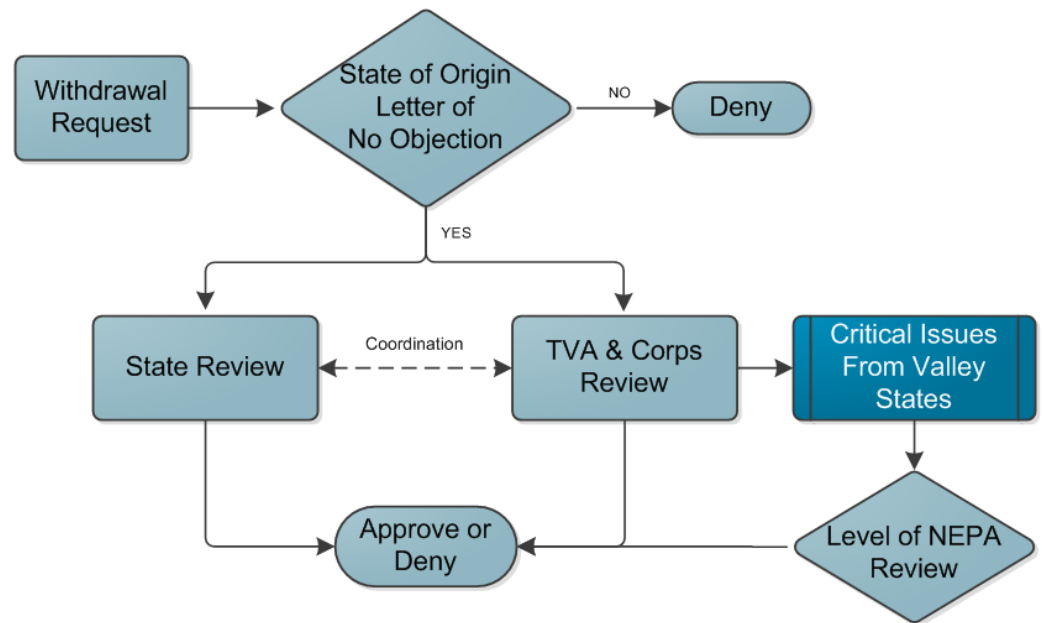 Withdrawal
Request
State of Origin
Letter of
No Objection
NO
Deny
YES
State Review
Coordination
TVA & Corps
Review
Critical Issues
From Valley
States
Approve or
Deny
Level of NEPA
Review